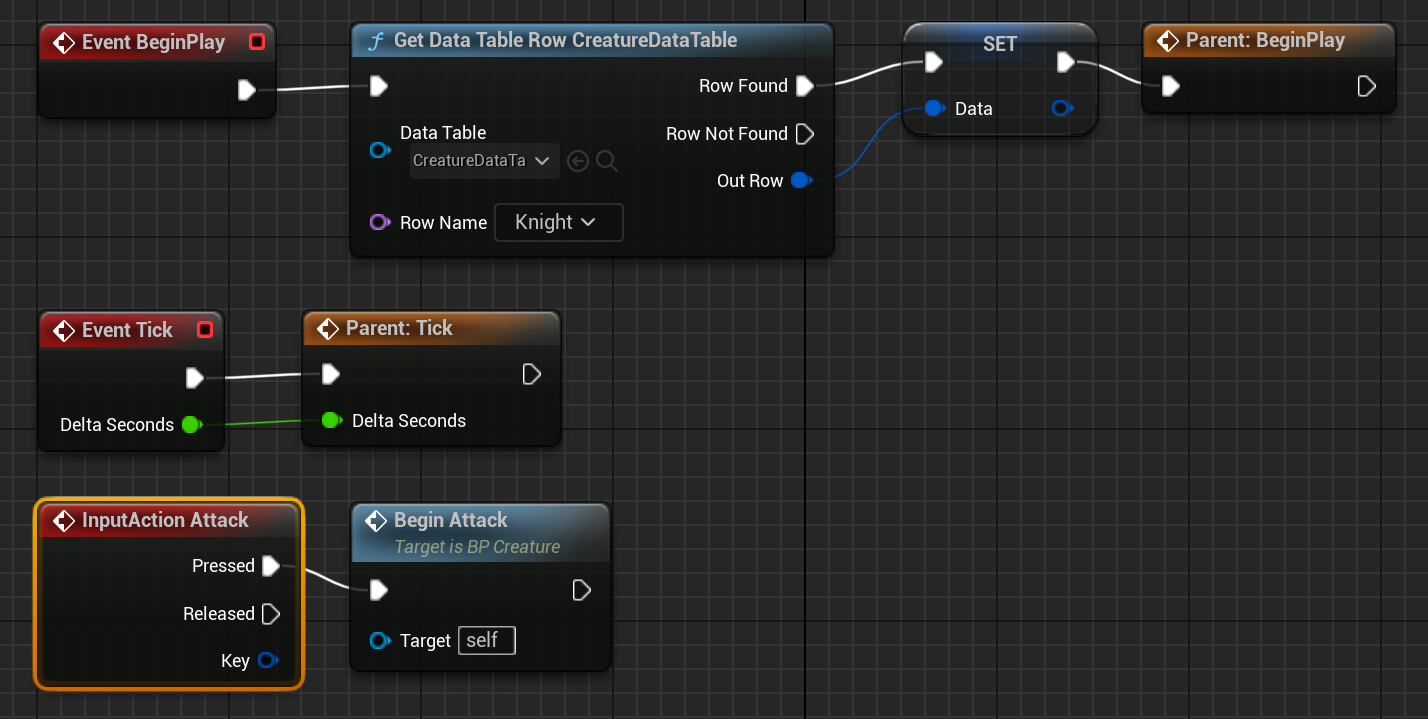 Event BeginPlay
Get Data Table Row CreatureDataTable
Row Found
Data Table
CreatureDataTa
Row Not Found
Out Row
Row Name
Knight
SET
Data
Parent: BeginPlay
Event Tick
Delta Seconds
Parent: Tick
Delta Seconds
InputAction Attack
Pressed
Released
Key
Begin Attack
Target is BP Creature
Target self